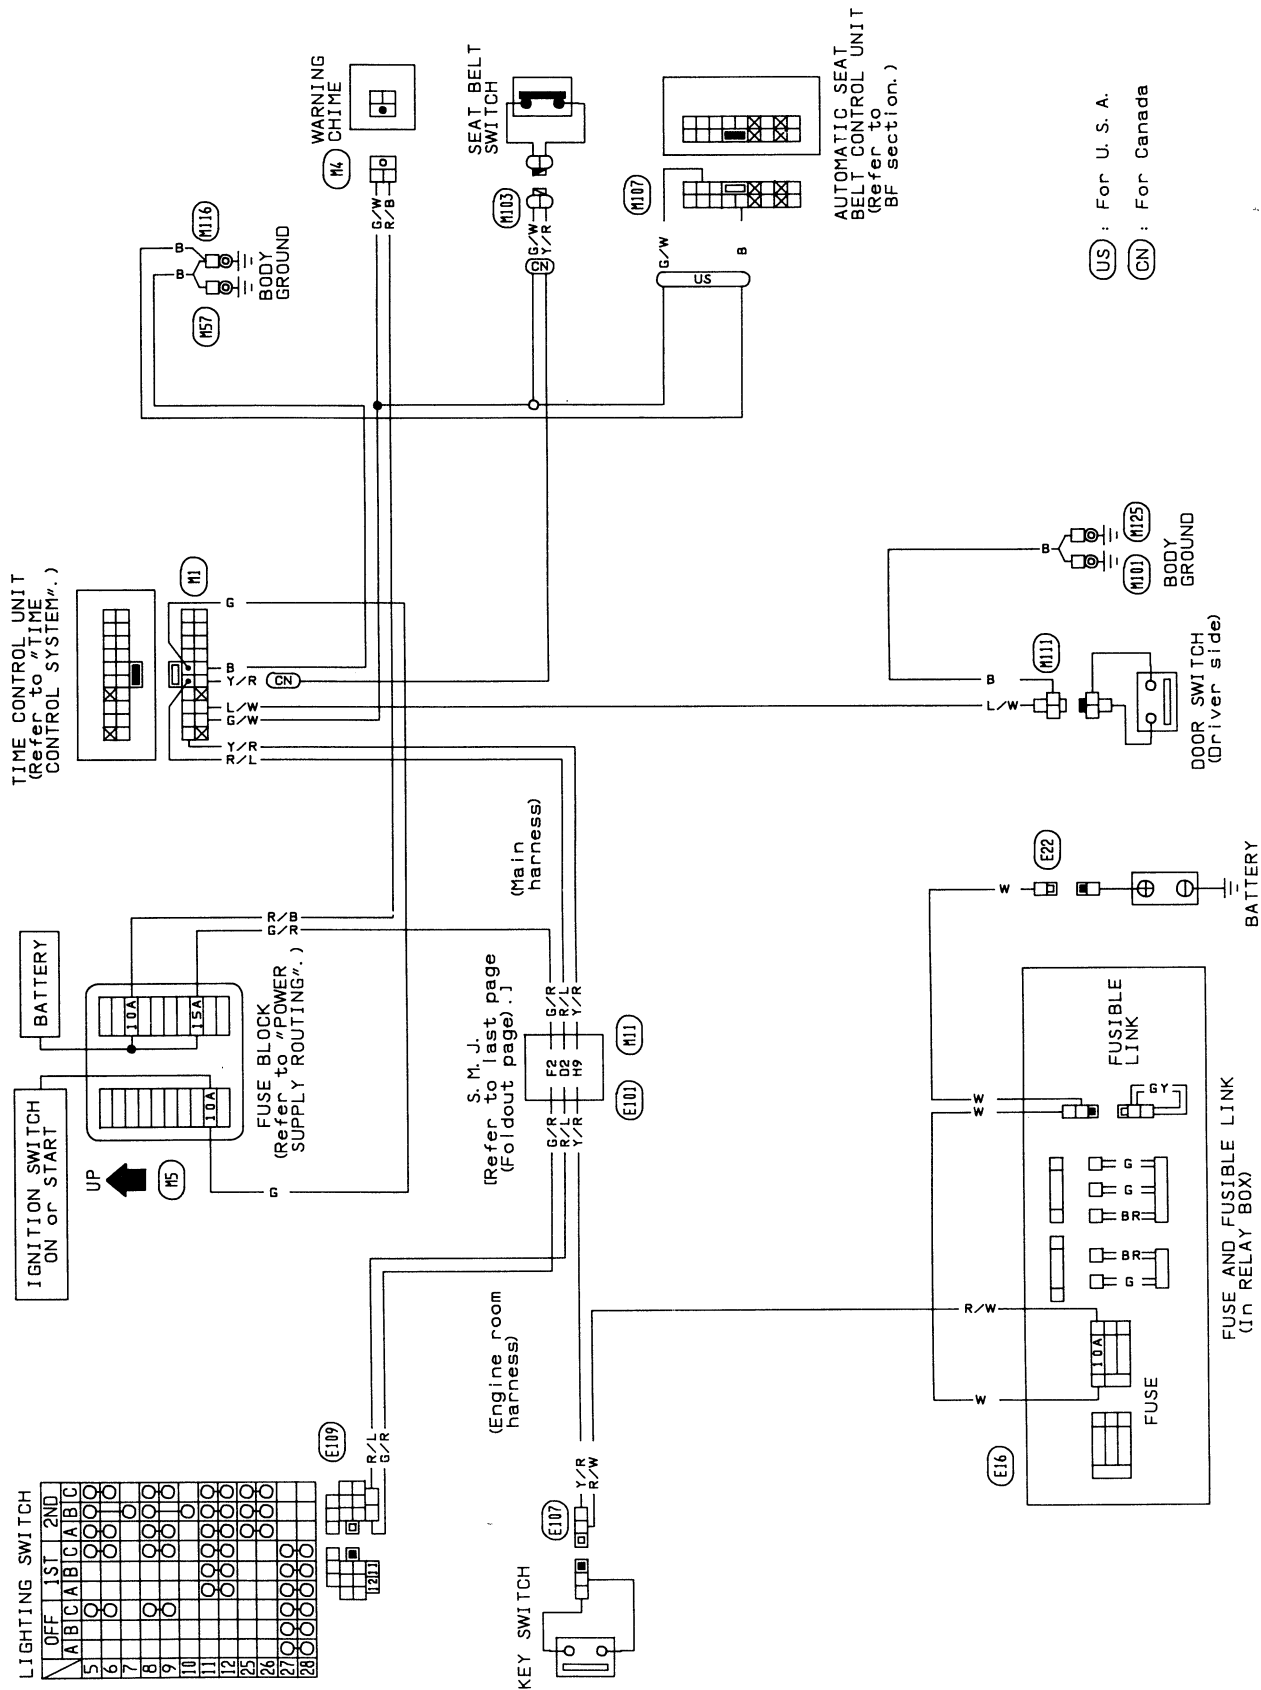 LIGHTING SWITCH
OFF 1ST 2ND
A B C A B C A B C
5
6
7
8
9
10
11
12
25
26
27
28
E109
12 11
R/L
G/R
KEY SWITCH
E107
Y/R
R/W
(Engine room
harness)
IGNITION SWITCH
ON or START
BATTERY
UP
M5
10A
10A
15A
FUSE BLOCK
(Refer to "POWER
SUPPLY ROUTING".)
G
R/B
G/R
S. M. J.
[Refer to last page
(Foldout page).]
G/R
R/L
Y/R
F2
D2
H9
G/R
R/L
Y/R
E101
M11
(Main
harness)
TIME CONTROL UNIT
(Refer to "TIME
CONTROL SYSTEM".)
M1
G
B
Y/R
CN
L/W
G/W
Y/R
R/L
M57
M116
B
B
BODY
GROUND
WARNING
CHIME
M4
G/W
R/B
SEAT BELT
SWITCH
M103
G/W
Y/R
CN
M107
G/W
B
US
AUTOMATIC SEAT
BELT CONTROL UNIT
(Refer to
BF section.)
US : For U. S. A.
CN : For Canada
B
M101
M125
BODY
GROUND
M111
B
L/W
DOOR SWITCH
(Driver side)
E22
W
BATTERY
W
W
R/W
W
FUSIBLE
LINK
GY
G
G
BR
BR
G
10A
FUSE
E16
FUSE AND FUSIBLE LINK
(In RELAY BOX)